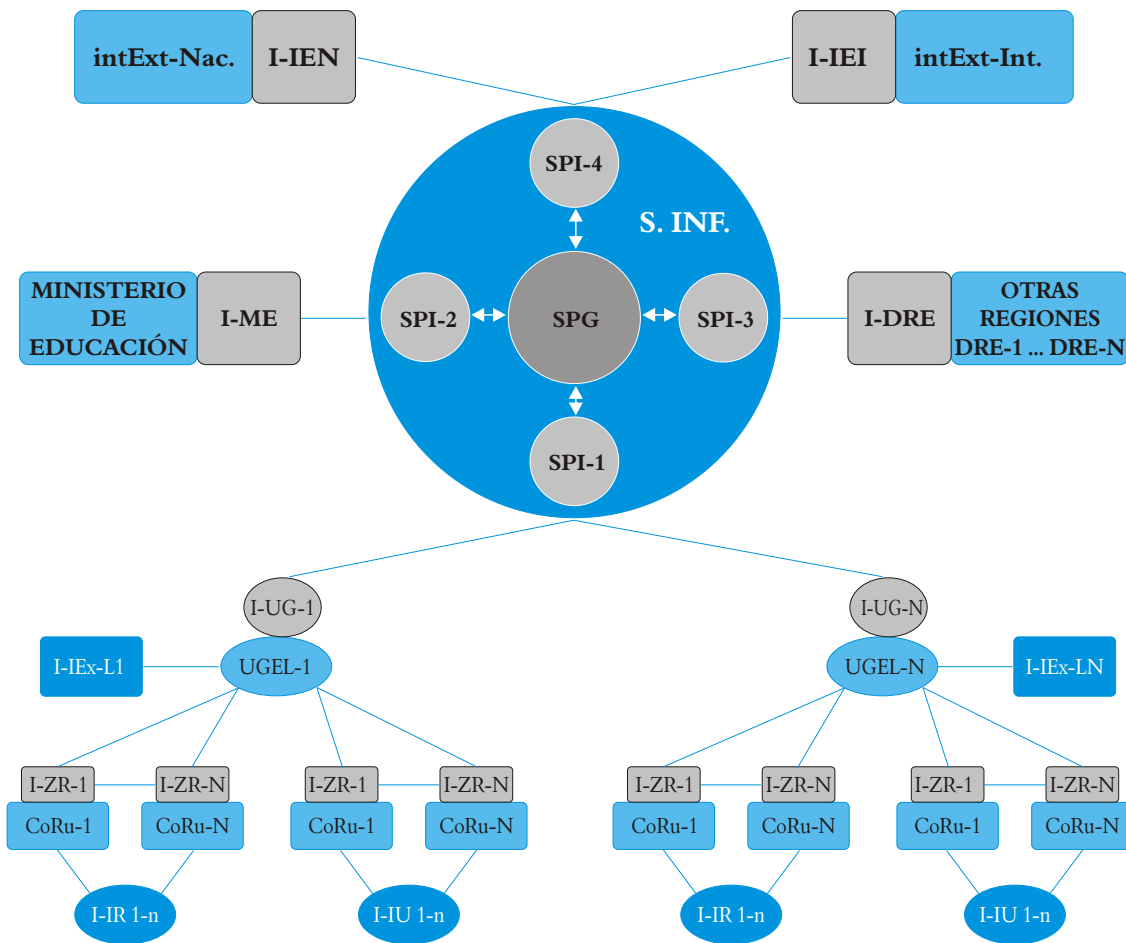 intExt-Nac.
I-IEN
I-IEI
intExt-Int.
SPI-4
S. INF.
MINISTERIO
DE
EDUCACIÓN
I-ME
SPI-2
SPG
SPI-3
I-DRE
OTRAS
REGIONES
DRE-1 ... DRE-N
SPI-1
I-UG-1
I-UG-N
I-IEx-L1
UGEL-1
UGEL-N
I-IEx-LN
I-ZR-1
I-ZR-N
I-ZR-1
I-ZR-N
I-ZR-1
I-ZR-N
I-ZR-1
I-ZR-N
CoRu-1
CoRu-N
CoRu-1
CoRu-N
CoRu-1
CoRu-N
CoRu-1
CoRu-N
I-IR 1-n
I-IU 1-n
I-IR 1-n
I-IU 1-n